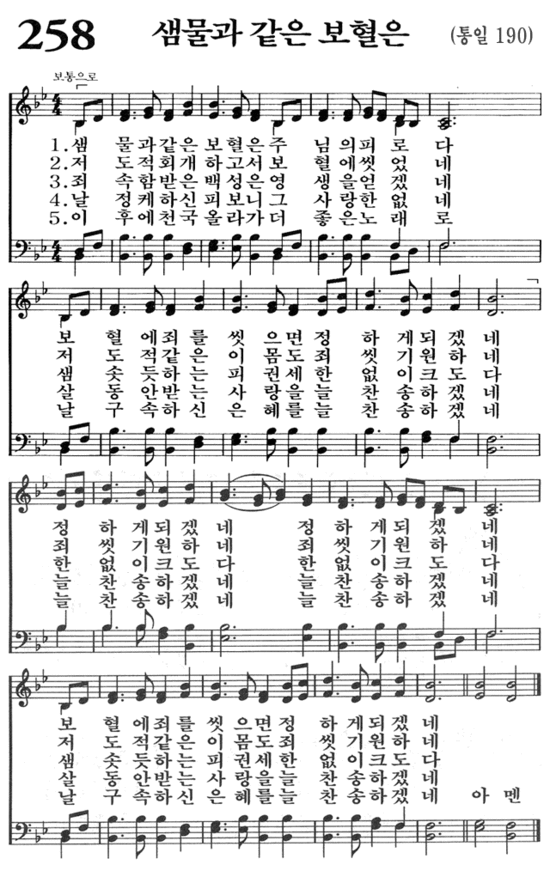 258 샘물과 같은 보혈은 (통일 190)
보통으로
4
4
1.샘 물과같은 보혈은주 님의피로 다
2.저 도적회개 하고서보 혈에씻었 네
3.죄 속함받은 백성은영 생을얻겠 네
4.날 정케하신 피보니그 사랑한없 네
5.이 후에천국 올라가더 좋은노래 로
4
4
보 혈 에죄 를 씻 으면정 하 게되겠 네
저 도 적같 은 이 몸도죄 씻 기원하 네
샘 솟 듯하 는 피 권세한 없 이크도 다
살 동 안받 는 사 랑을늘 찬 송하겠 네
날 구 속하 신 은 혜를늘 찬 송하겠 네
정 하 게되겠 네 정 하 게되 겠 네
죄 씻 기원하 네 죄 씻 기원 하 네
한 없 이크도 다 한 없 이크 도 다
늘 찬 송하겠 네 늘 찬 송하 겠 네
늘 찬 송하겠 네 늘 찬 송하 겠 네
보 혈 에죄 를 씻 으면정 하 게되겠 네
저 도 적같 은 이 몸도죄 씻 기원하 네
샘 솟 듯하 는 피 권세한 없 이크도 다
살 동 안받 는 사 랑을늘 찬 송하겠 네
날 구 속하 신 은 혜를늘 찬 송하겠 네 아 멘